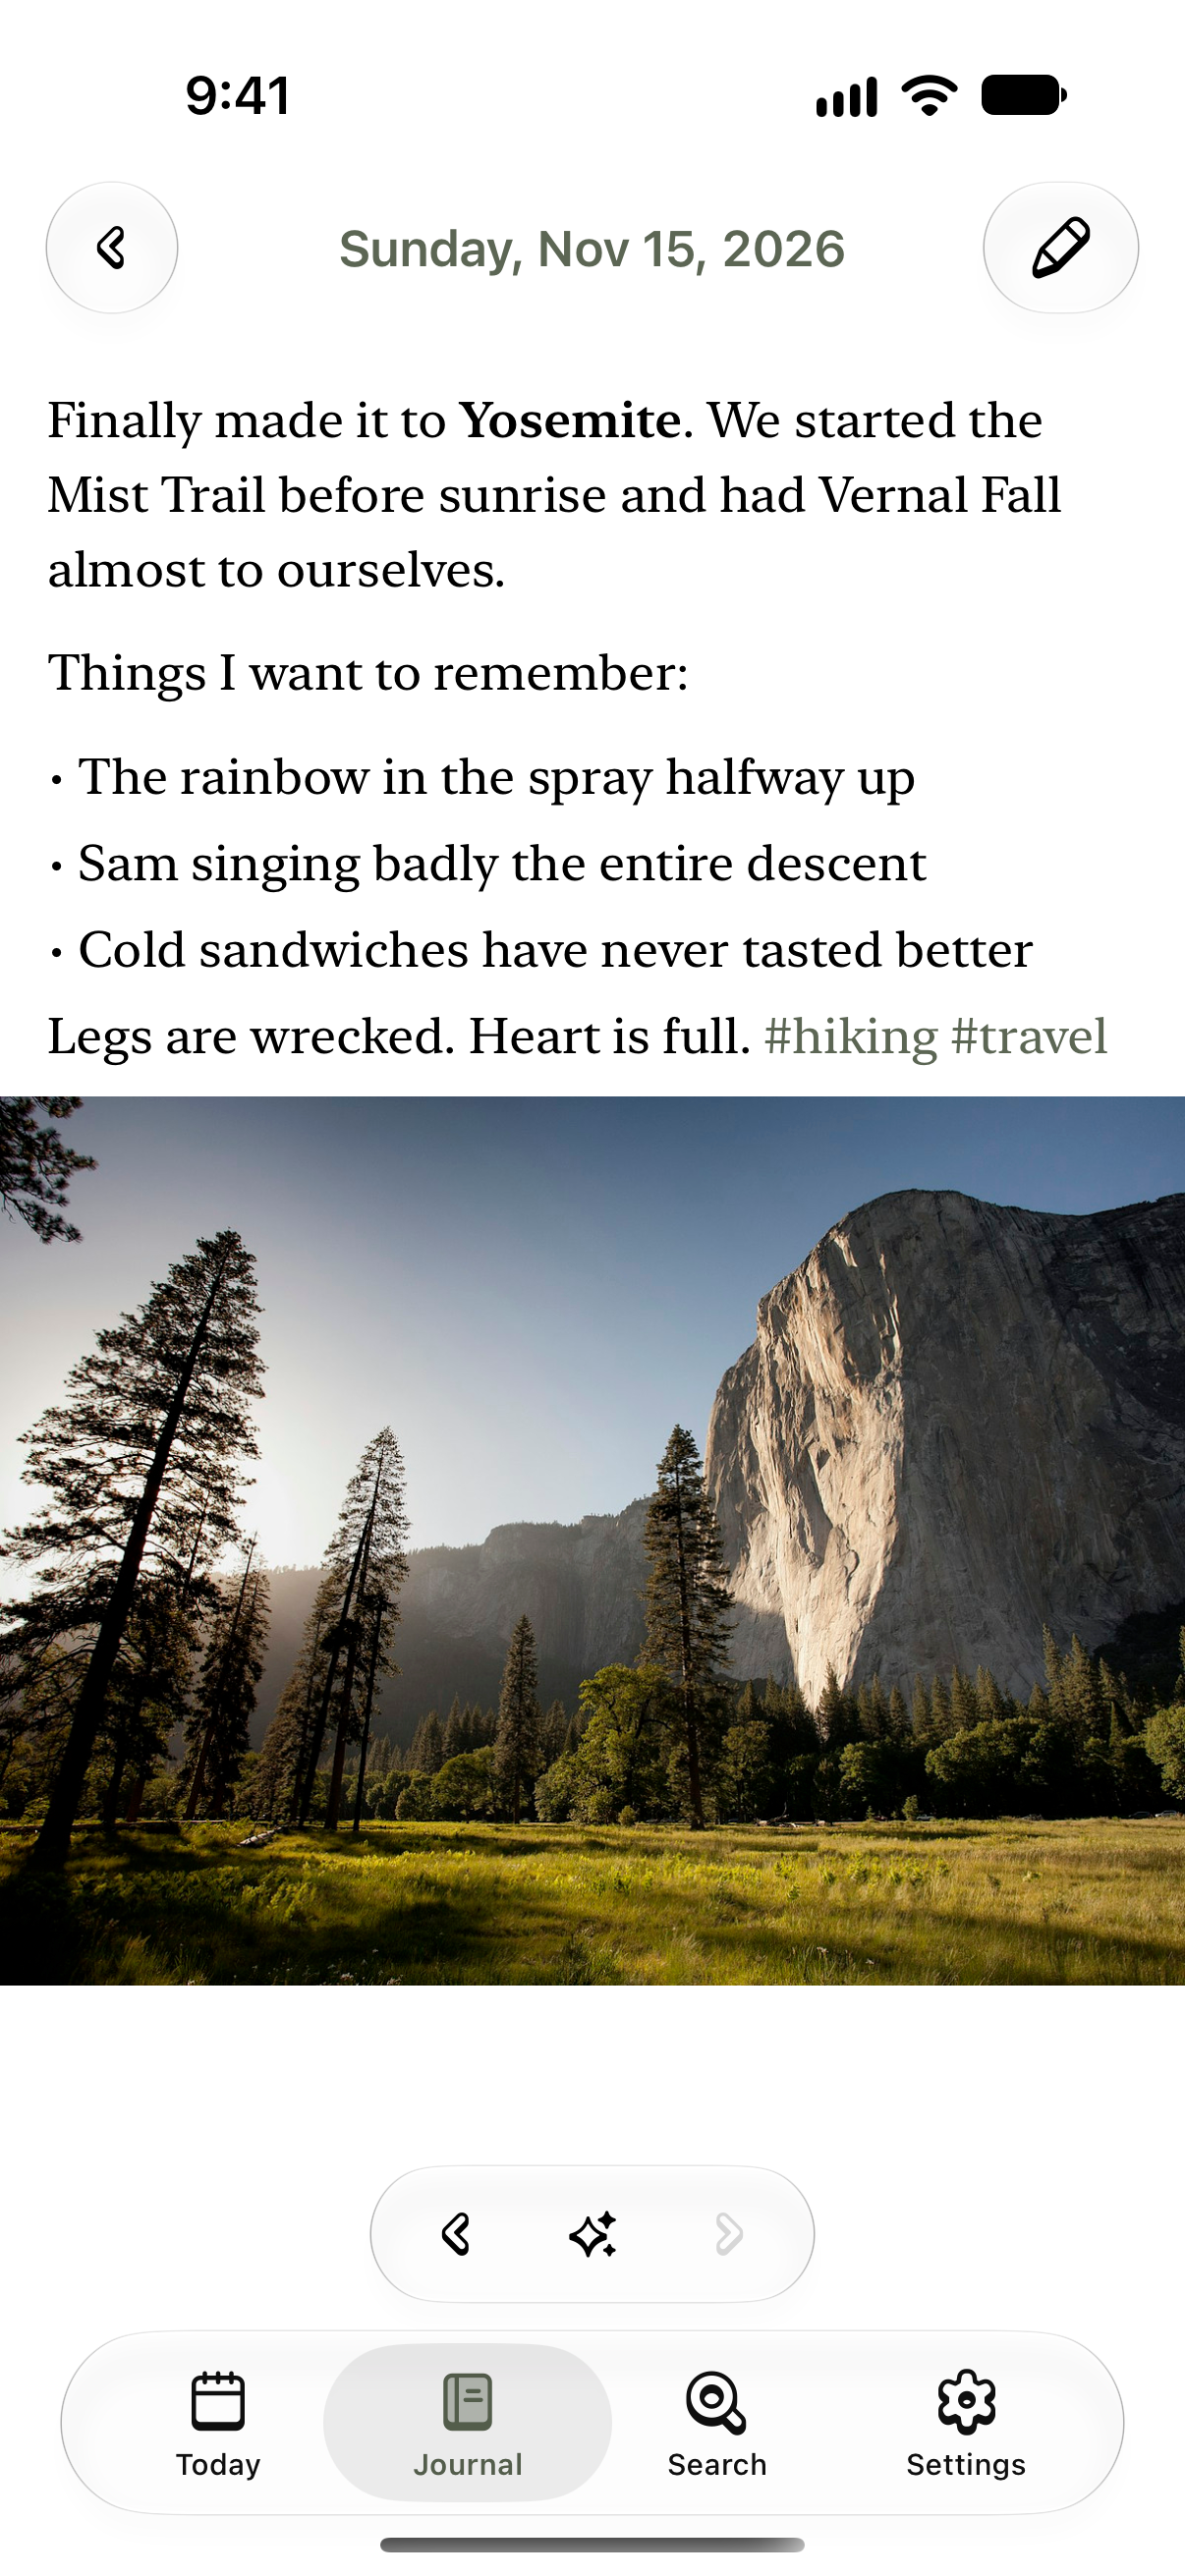 9:41
Sunday, Nov 15, 2026
Finally made it to Yosemite. We started the
Mist Trail before sunrise and had Vernal Fall
almost to ourselves.
Things I want to remember:
• The rainbow in the spray halfway up
• Sam singing badly the entire descent
• Cold sandwiches have never tasted better
Legs are wrecked. Heart is full. #hiking #travel
Today Journal Search Settings